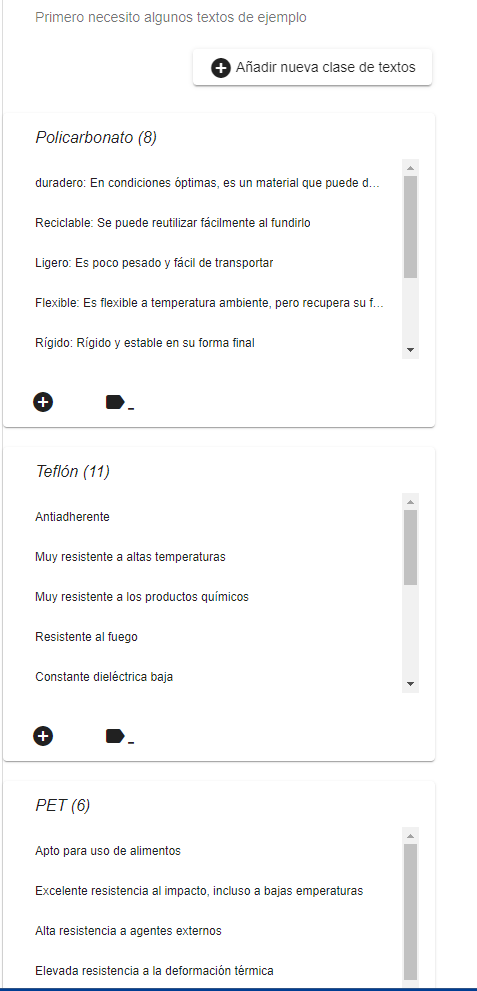 Primero necesito algunos textos de ejemplo
Añadir nueva clase de textos
Policarbonato (8)
duradero: En condiciones óptimas, es un material que puede d...
Reciclable: Se puede reutilizar fácilmente al fundirlo
Ligero: Es poco pesado y fácil de transportar
Flexible: Es flexible a temperatura ambiente, pero recupera su f...
Rígido: Rígido y estable en su forma final
Teflón (11)
Antiadherente
Muy resistente a altas temperaturas
Muy resistente a los productos químicos
Resistente al fuego
Constante dieléctrica baja
PET (6)
Apto para uso de alimentos
Excelente resistencia al impacto, incluso a bajas emperaturas
Alta resistencia a agentes externos
Elevada resistencia a la deformación térmica